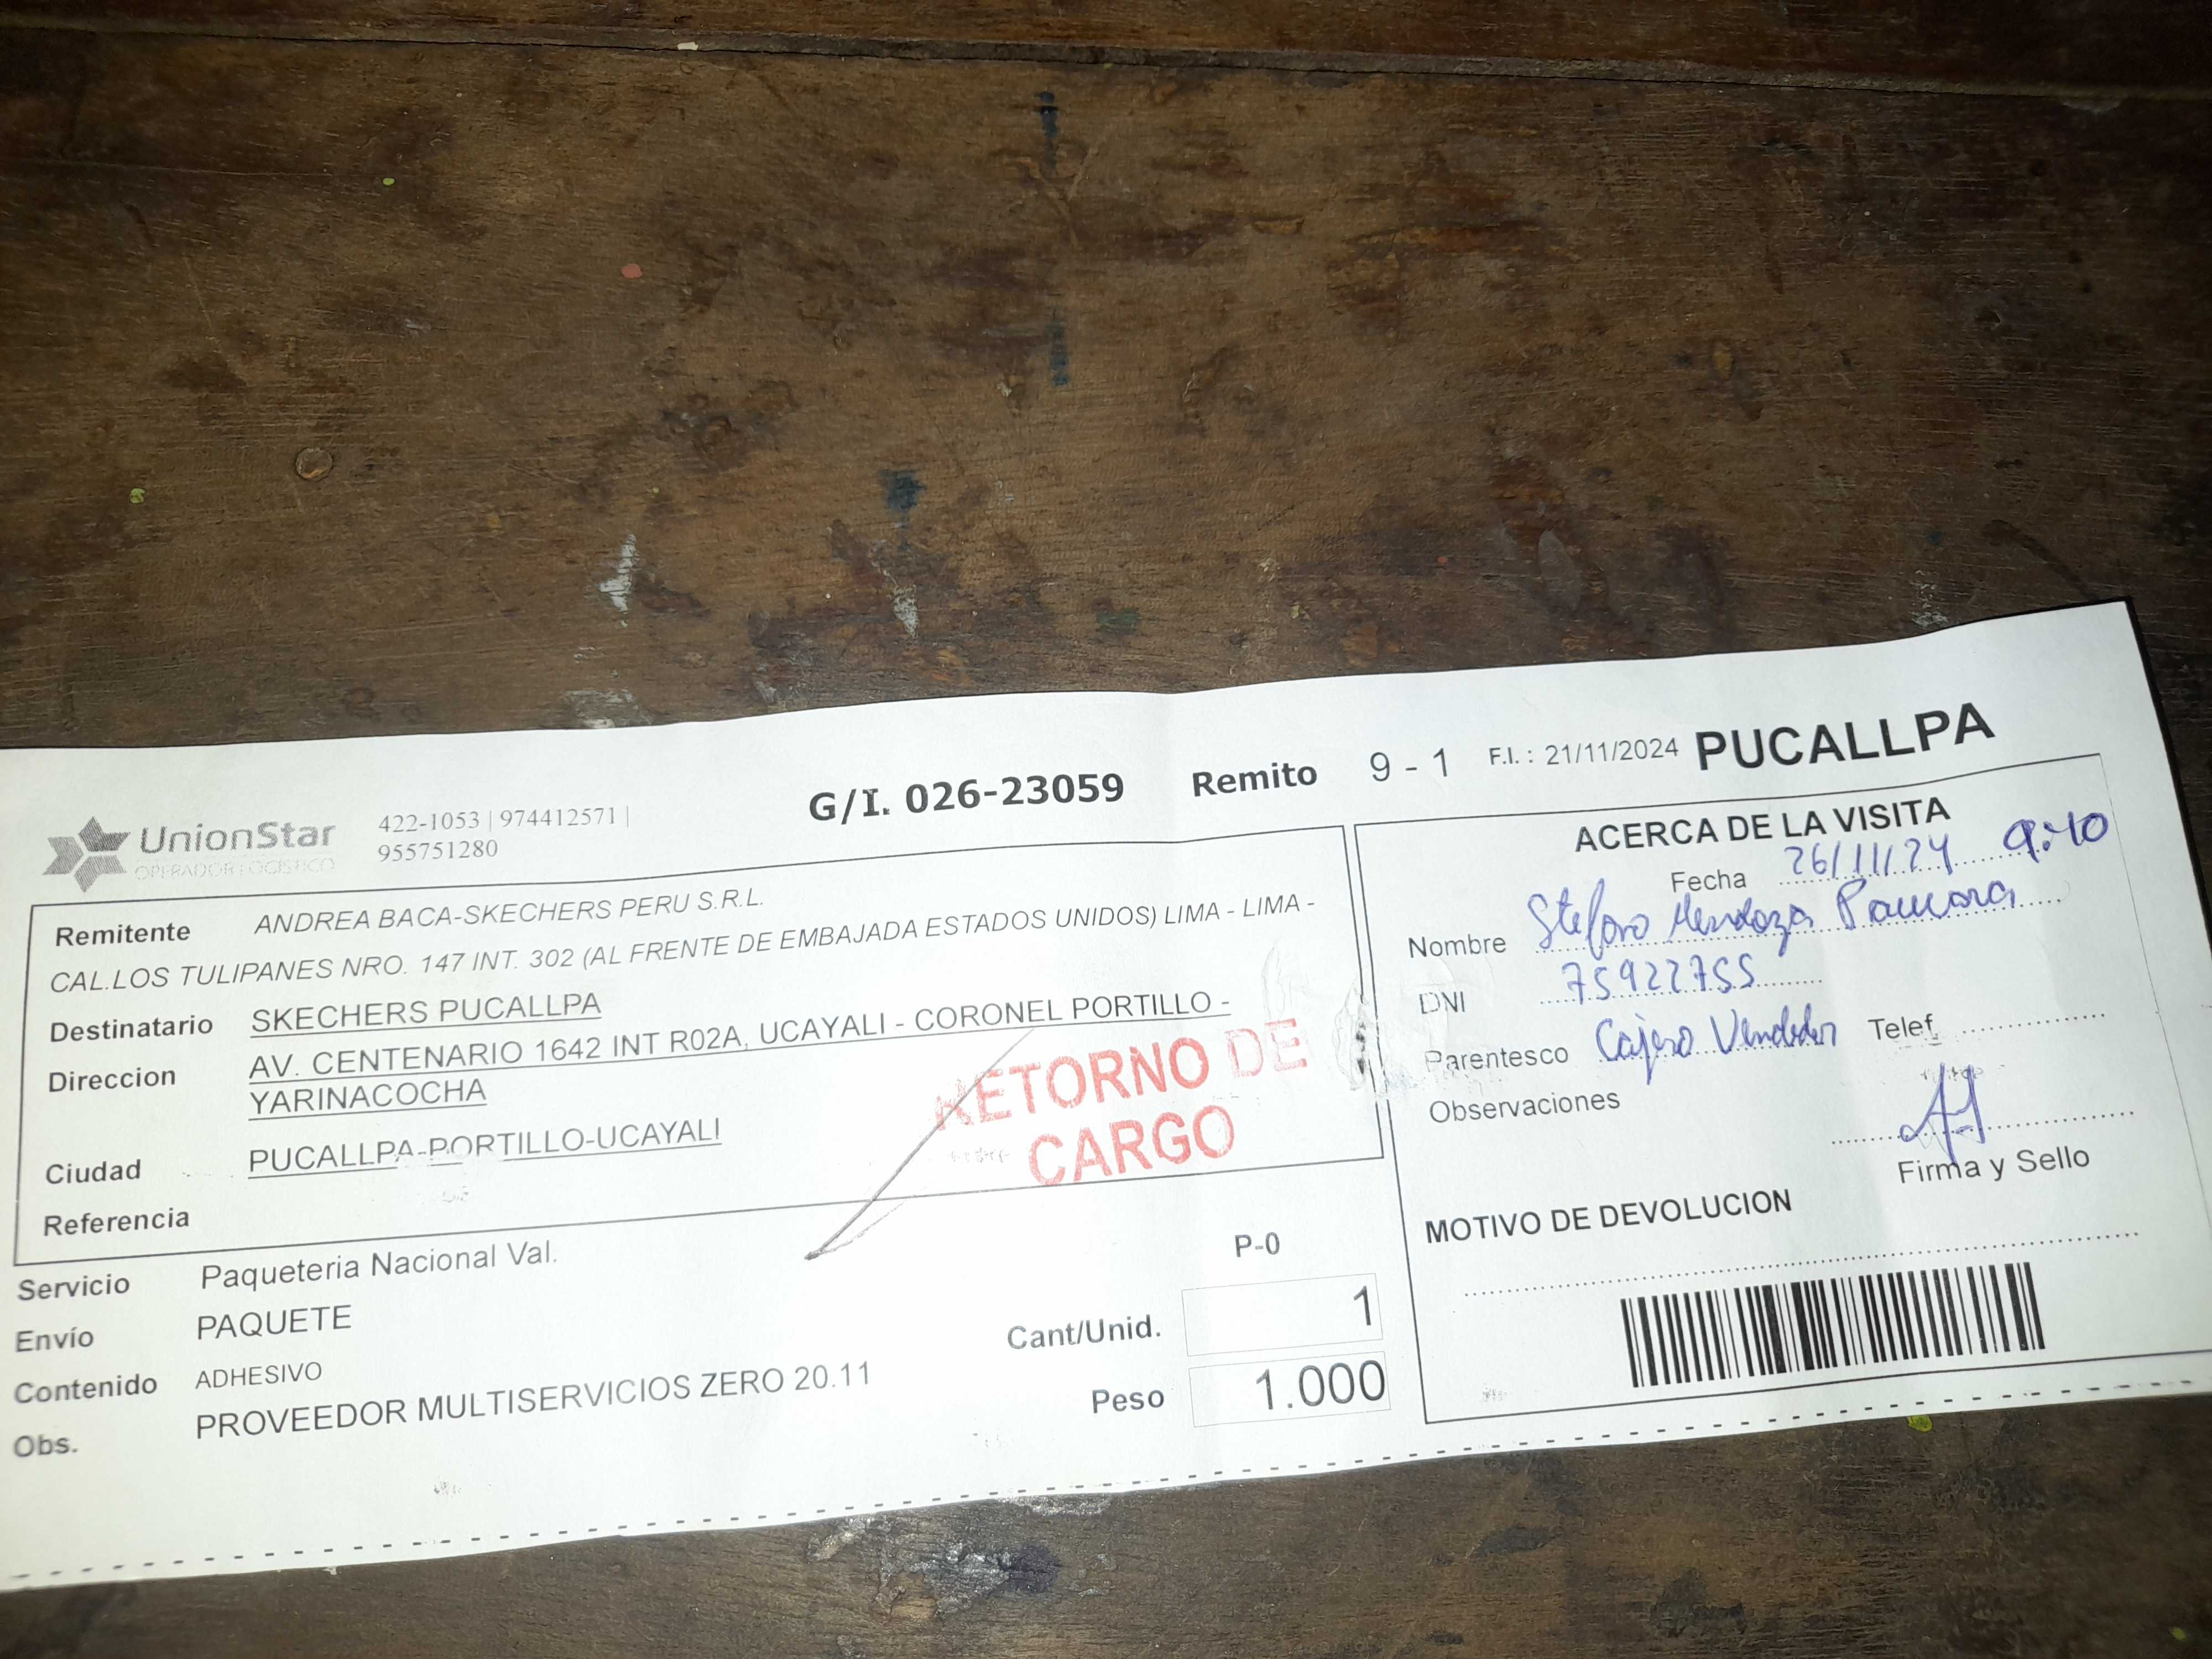 UnionStar
OPERADOR LOGISTICO
422-1053 | 974412571 |
955751280
G/I. 026-23059 Remito 9 - 1 F.I. : 21/11/2024 PUCALLPA
Remitente ANDREA BACA-SKECHERS PERU S.R.L.
CAL.LOS TULIPANES NRO. 147 INT. 302 (AL FRENTE DE EMBAJADA ESTADOS UNIDOS) LIMA - LIMA -
Destinatario SKECHERS PUCALLPA
Direccion AV. CENTENARIO 1642 INT R02A, UCAYALI - CORONEL PORTILLO -
YARINACOCHA
Ciudad PUCALLPA-PORTILLO-UCAYALI
Referencia
RETORNO DE
CARGO
Servicio Paqueteria Nacional Val.
Envío PAQUETE
Contenido ADHESIVO
Obs. PROVEEDOR MULTISERVICIOS ZERO 20.11
P-0
Cant/Unid. 1
Peso 1.000
ACERCA DE LA VISITA
Fecha 26/11/24 9:40
Nombre Stefano Mendoza
DNI 75922755
Parentesco Cajero Vendedor Telef.
Observaciones
Firma y Sello
MOTIVO DE DEVOLUCION